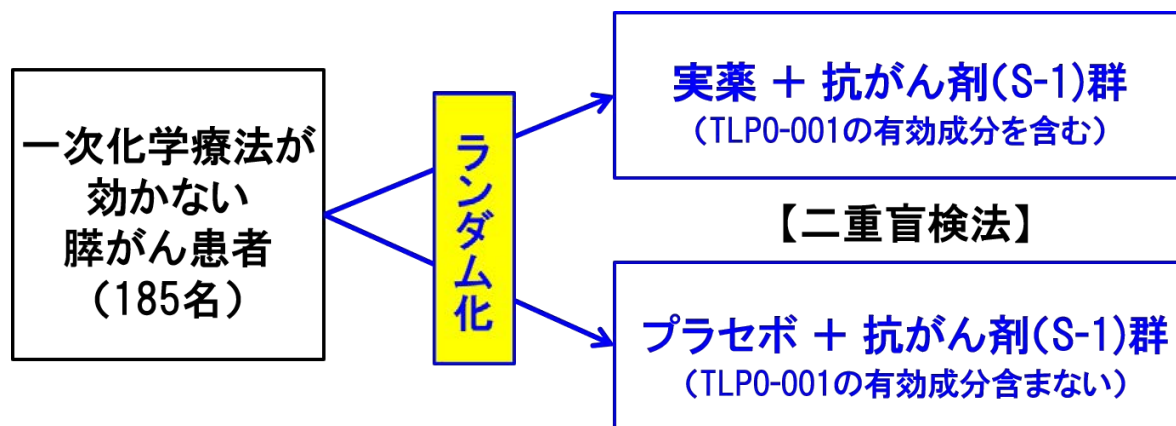 一次化学療法が
効かない
膵がん患者
（185名）
ランダム化
実薬 ＋ 抗がん剤（S-1）群
（TLP0-001の有効成分を含む）
【二重盲検法】
プラセボ ＋ 抗がん剤（S-1）群
（TLP0-001の有効成分含まない）